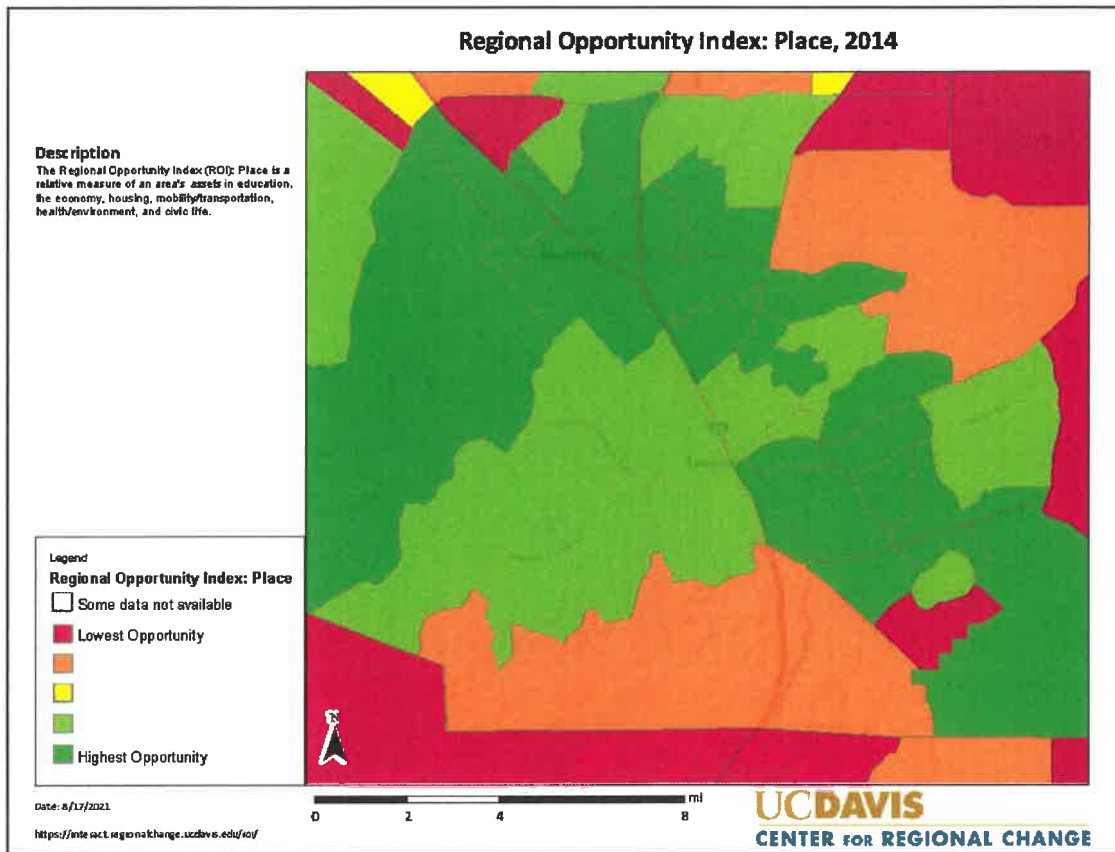 Regional Opportunity Index: Place, 2014
Description
The Regional Opportunity Index (ROI): Place is a
relative measure of an area's assets in education,
the economy, housing, mobility/transportation,
health/environment, and civic life.
Legend
Regional Opportunity Index: Place
Some data not available
Lowest Opportunity
Highest Opportunity
N
Date: 8/17/2021
https://interact.regionalchange.ucdavis.edu/roi/
0 2 4 8 mi
UCDAVIS
CENTER FOR REGIONAL CHANGE